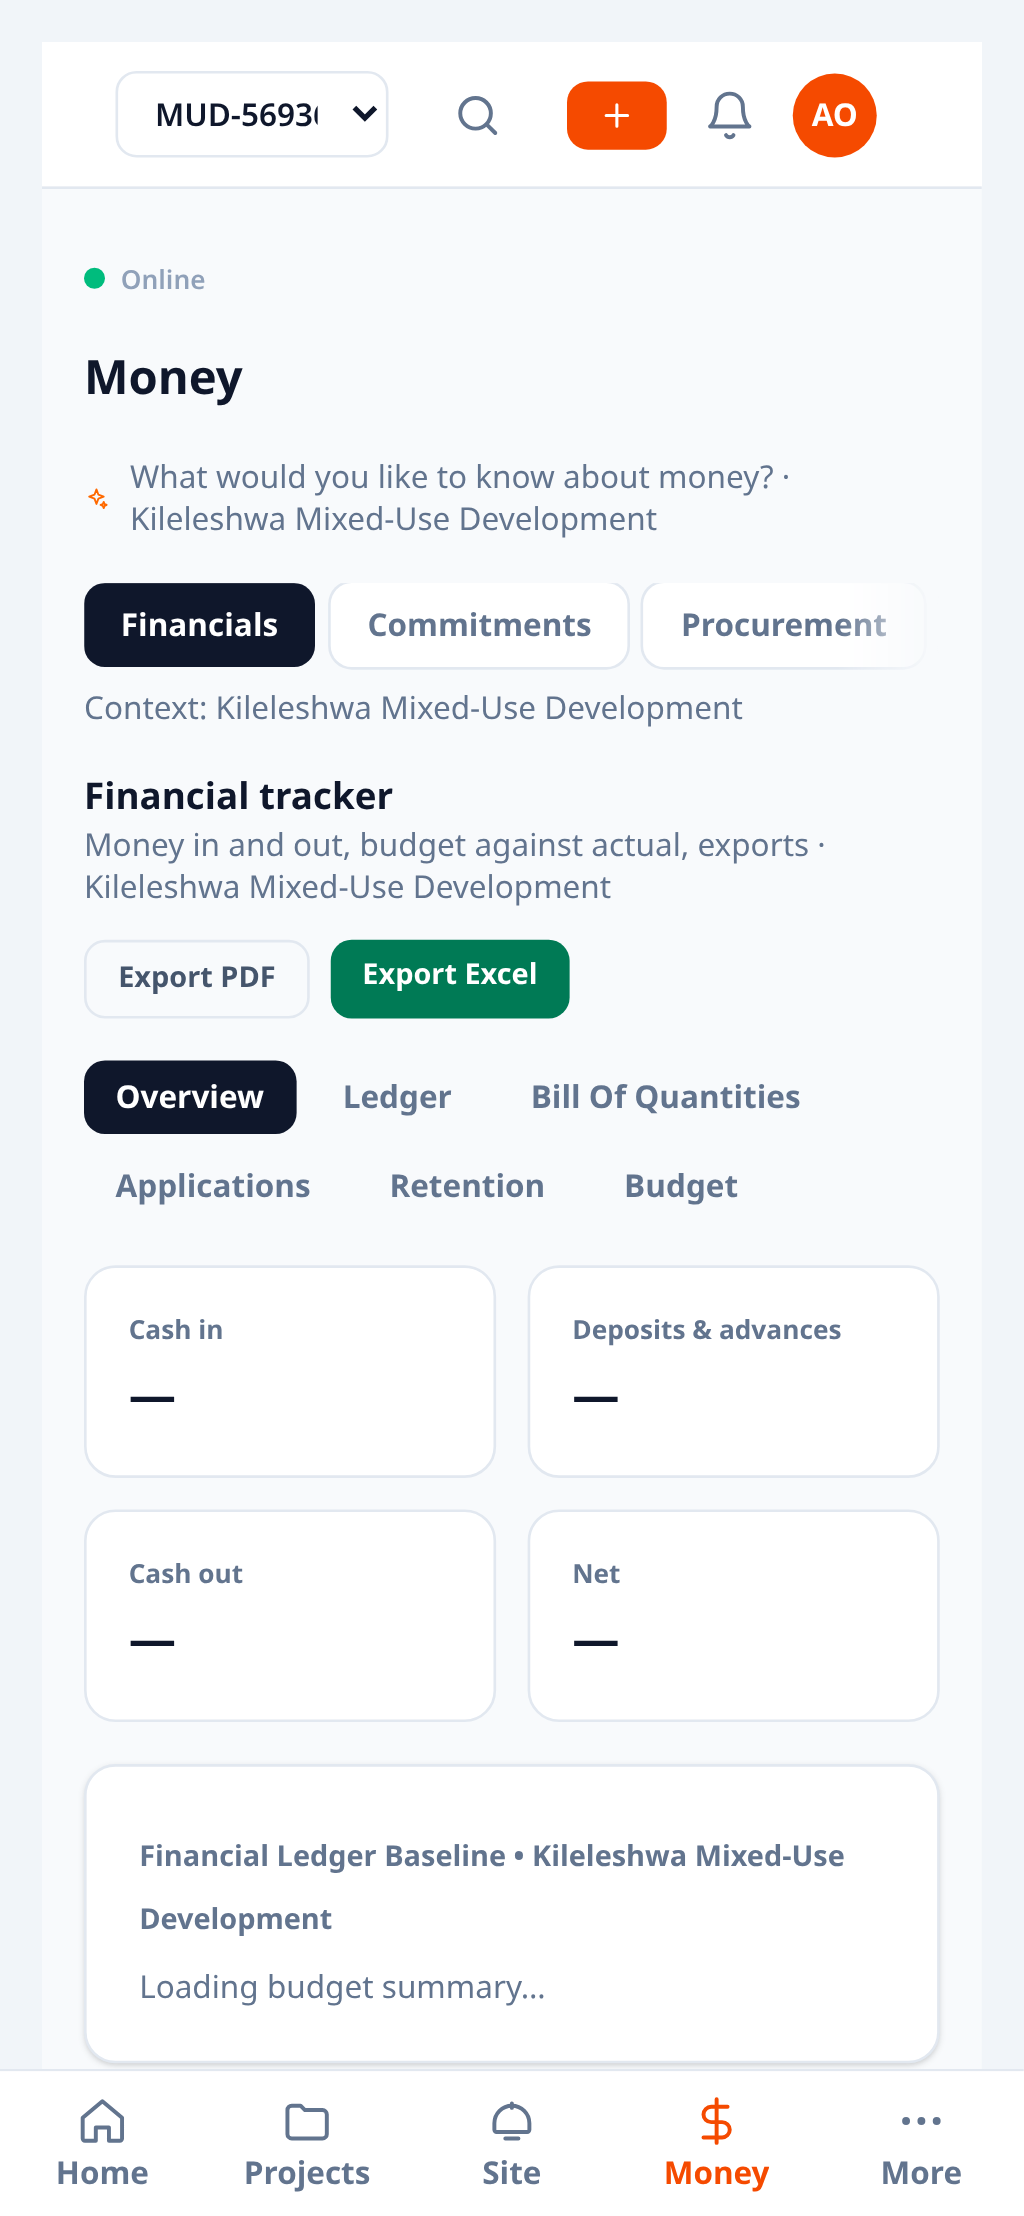 MUD-5693
AO
Online
Money
What would you like to know about money? ·
Kileleshwa Mixed-Use Development
Financials
Commitments
Procurement
Context: Kileleshwa Mixed-Use Development
Financial tracker
Money in and out, budget against actual, exports ·
Kileleshwa Mixed-Use Development
Export PDF
Export Excel
Overview
Ledger
Bill Of Quantities
Applications
Retention
Budget
Cash in
—
Deposits & advances
—
Cash out
—
Net
—
Financial Ledger Baseline • Kileleshwa Mixed-Use
Development
Loading budget summary...
Home
Projects
Site
Money
More